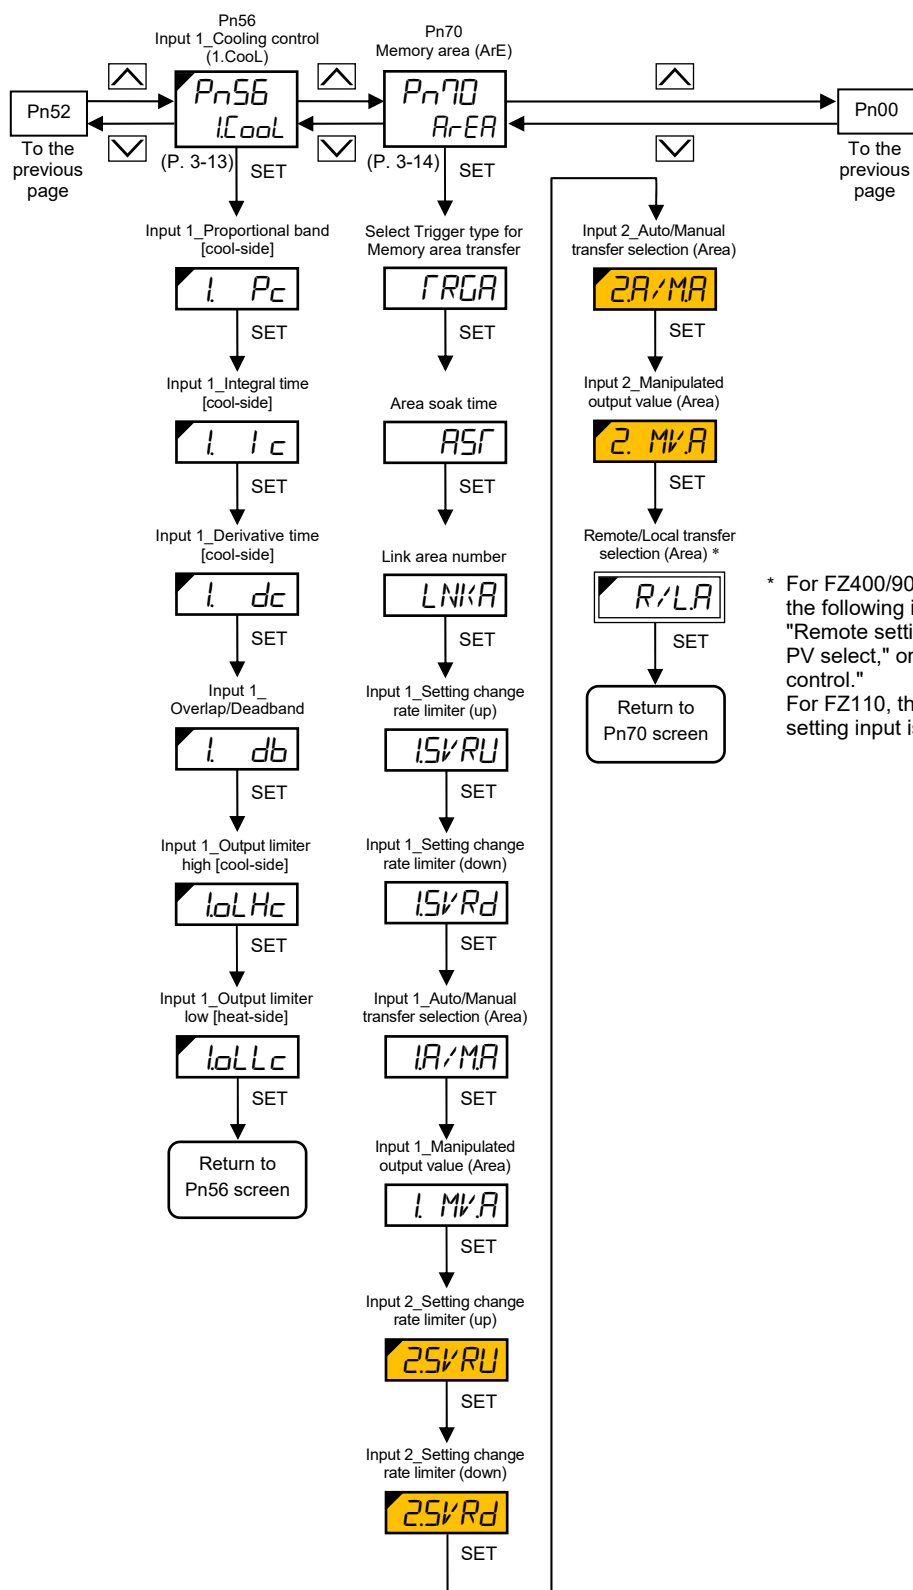 Pn56
Input 1_Cooling control
(1.CooL)
Pn70
Memory area (ArE)
Pn52
To the
previous
page
Pn56
1.CooL
(P. 3-13)
SET
Pn70
ArEA
(P. 3-14)
SET
Pn00
To the
previous
page
Input 1_Proportional band
[cool-side]
1. Pc
SET
Input 1_Integral time
[cool-side]
1. Ic
SET
Input 1_Derivative time
[cool-side]
1. dc
SET
Input 1_
Overlap/Deadband
1. db
SET
Input 1_Output limiter
high [cool-side]
1.oLHc
SET
Input 1_Output limiter
low [heat-side]
1.oLLc
SET
Return to
Pn56 screen
Select Trigger type for
Memory area transfer
TRGA
SET
Area soak time
AST
SET
Link area number
LNKA
SET
Input 1_Setting change
rate limiter (up)
1.SVRU
SET
Input 1_Setting change
rate limiter (down)
1.SVRd
SET
Input 1_Auto/Manual
transfer selection (Area)
1.A/M.A
SET
Input 1_Manipulated
output value (Area)
1. MV.A
SET
Input 2_Setting change
rate limiter (up)
2.SVRU
SET
Input 2_Setting change
rate limiter (down)
2.SVRd
SET
Input 2_Auto/Manual
transfer selection (Area)
2.A/M.A
SET
Input 2_Manipulated
output value (Area)
2. MV.A
SET
Remote/Local transfer
selection (Area) *
R/L.A
SET
Return to
Pn70 screen
* For FZ400/90
the following i
"Remote setti
PV select," or
control."
For FZ110, th
setting input i